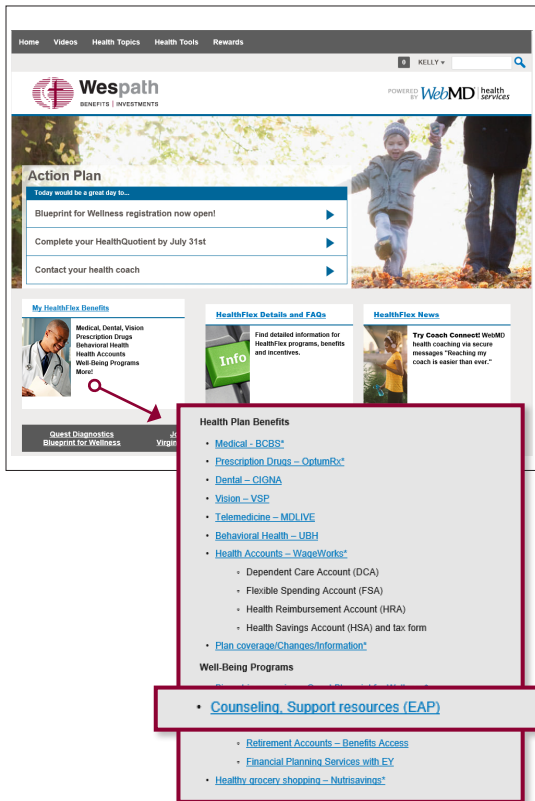 Home Videos Health Topics Health Tools Rewards
0 KELLY
Wespath
BENEFITS | INVESTMENTS
POWERED BY WebMD health services
Action Plan
Today would be a great day to...
Blueprint for Wellness registration now open!
Complete your HealthQuotient by July 31st
Contact your health coach
My HealthFlex Benefits
Medical, Dental, Vision
Prescription Drugs
Behavioral Health
Health Accounts
Well-Being Programs
More!
HealthFlex Details and FAQs
Info
Find detailed information for
HealthFlex programs, benefits
and incentives.
HealthFlex News
Try Coach Connect! WebMD
health coaching via secure
messages "Reaching my
coach is easier than ever."
Quest Diagnostics
Blueprint for Wellness
Health Plan Benefits
• Medical - BCBS*
• Prescription Drugs – OptumRx*
• Dental – CIGNA
• Vision – VSP
• Telemedicine – MDLIVE
• Behavioral Health – UBH
• Health Accounts – WageWorks*
◦ Dependent Care Account (DCA)
◦ Flexible Spending Account (FSA)
◦ Health Reimbursement Account (HRA)
◦ Health Savings Account (HSA) and tax form
• Plan coverage/Changes/Information*
Well-Being Programs
• Counseling, Support resources (EAP)
◦ Retirement Accounts – Benefits Access
◦ Financial Planning Services with EY
• Healthy grocery shopping – Nutrisavings*